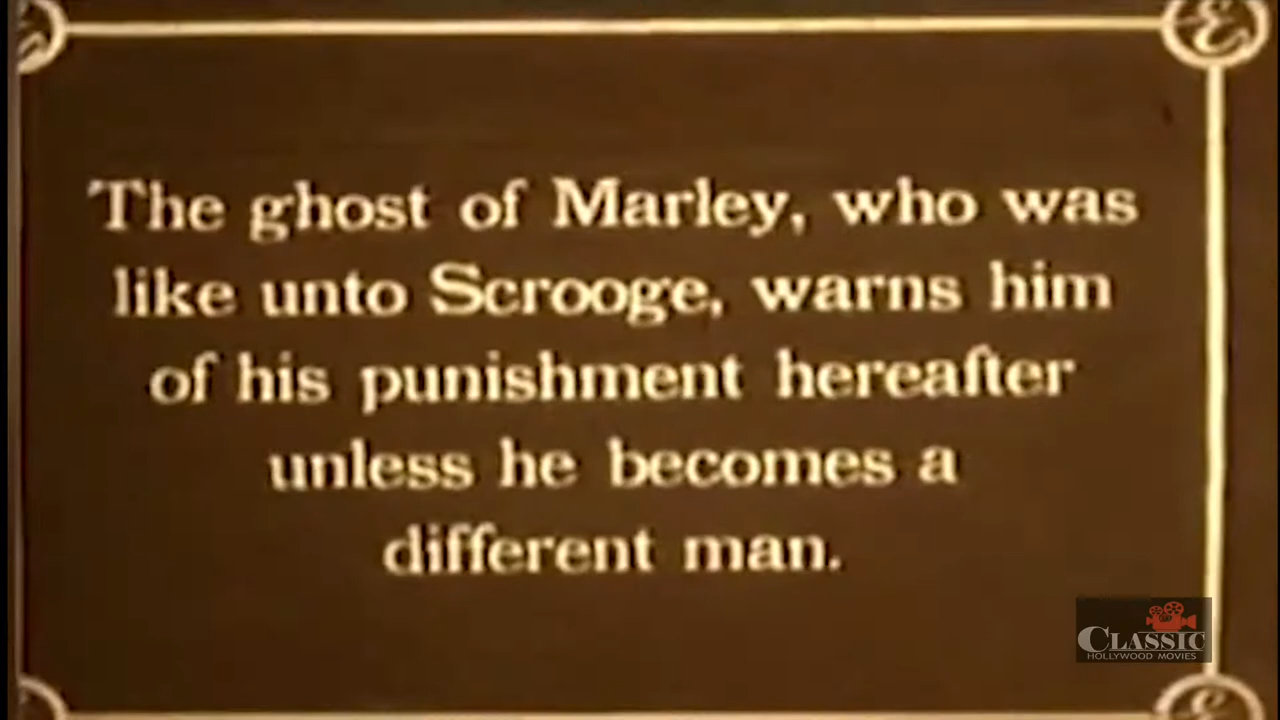 The ghost of Marley, who was
like unto Scrooge, warns him
of his punishment hereafter
unless he becomes a
different man.
CLASSIC
HOLLYWOOD MOVIES